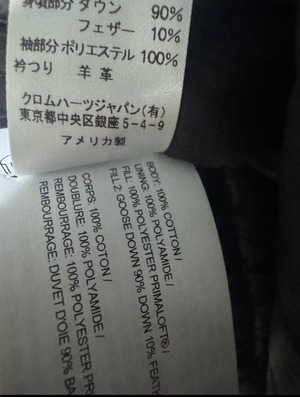 身頃部分 ダウン 90%
フェザー 10%
袖部分 ポリエステル 100%
衿つり 羊革
クロムハーツジャパン(有)
東京都中央区銀座5-4-9
アメリカ製
BODY: 100% COTTON /
LINING: 100% POLYAMIDE /
FILL: 100% POLYESTER PRIMALOFT® /
FILL 2: GOOSE DOWN 90% DOWN 10% FEATH
CORPS: 100% COTON /
DOUBLURE: 100% POLYAMIDE /
REMBOURRAGE: 100% POLYESTER PRI
REMBOURRAGE: DUVET D'OIE 90% BA